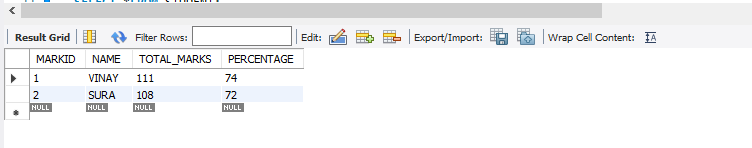 Result Grid Filter Rows: Edit: Export/Import: Wrap Cell Content: IA
MARKID NAME TOTAL_MARKS PERCENTAGE
1 VINAY 111 74
2 SURA 108 72
NULL NULL NULL NULL